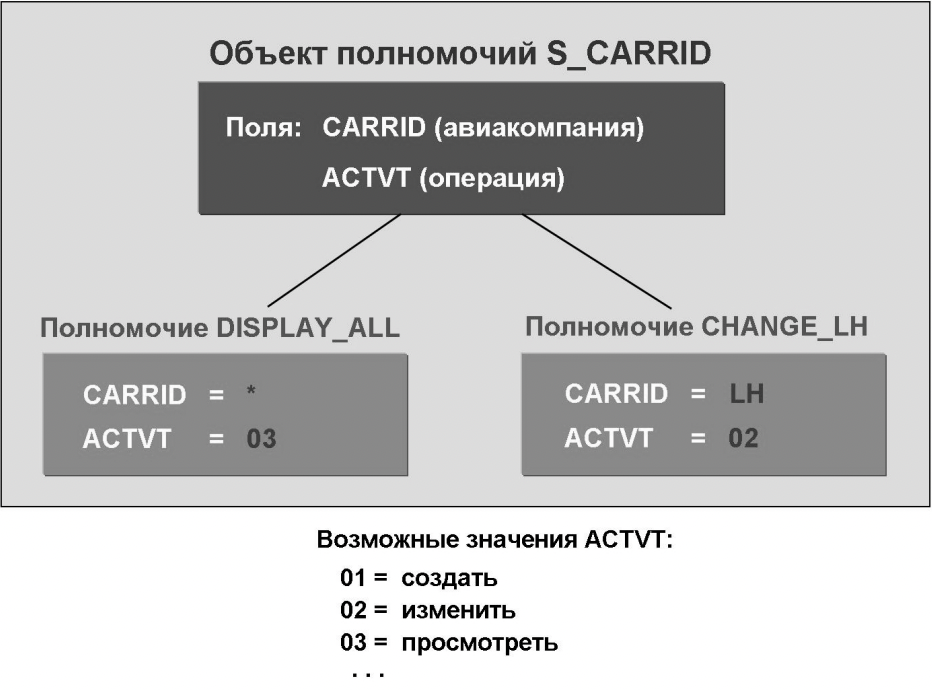 Объект полномочий S_CARRID
Поля: CARRID (авиакомпания)
ACTVT (операция)
Полномочие DISPLAY_ALL
CARRID = *
ACTVT = 03
Полномочие CHANGE_LH
CARRID = LH
ACTVT = 02
Возможные значения ACTVT:
01 = создать
02 = изменить
03 = просмотреть
...